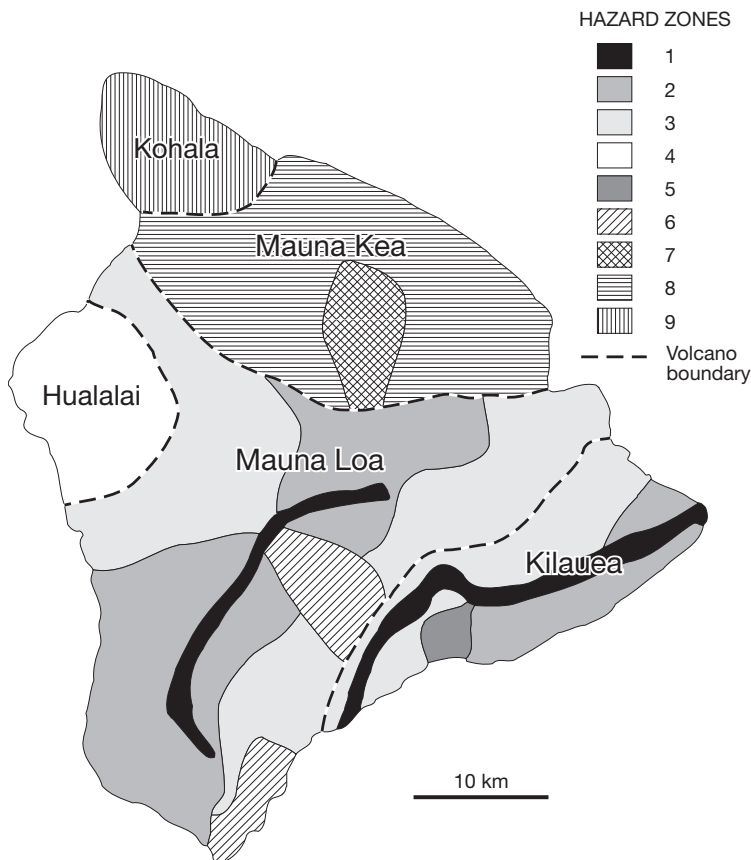 HAZARD ZONES
1
2
3
4
5
6
7
8
9
Volcano
boundary
Kohala
Mauna Kea
Hualalai
Mauna Loa
Kilauea
10 km